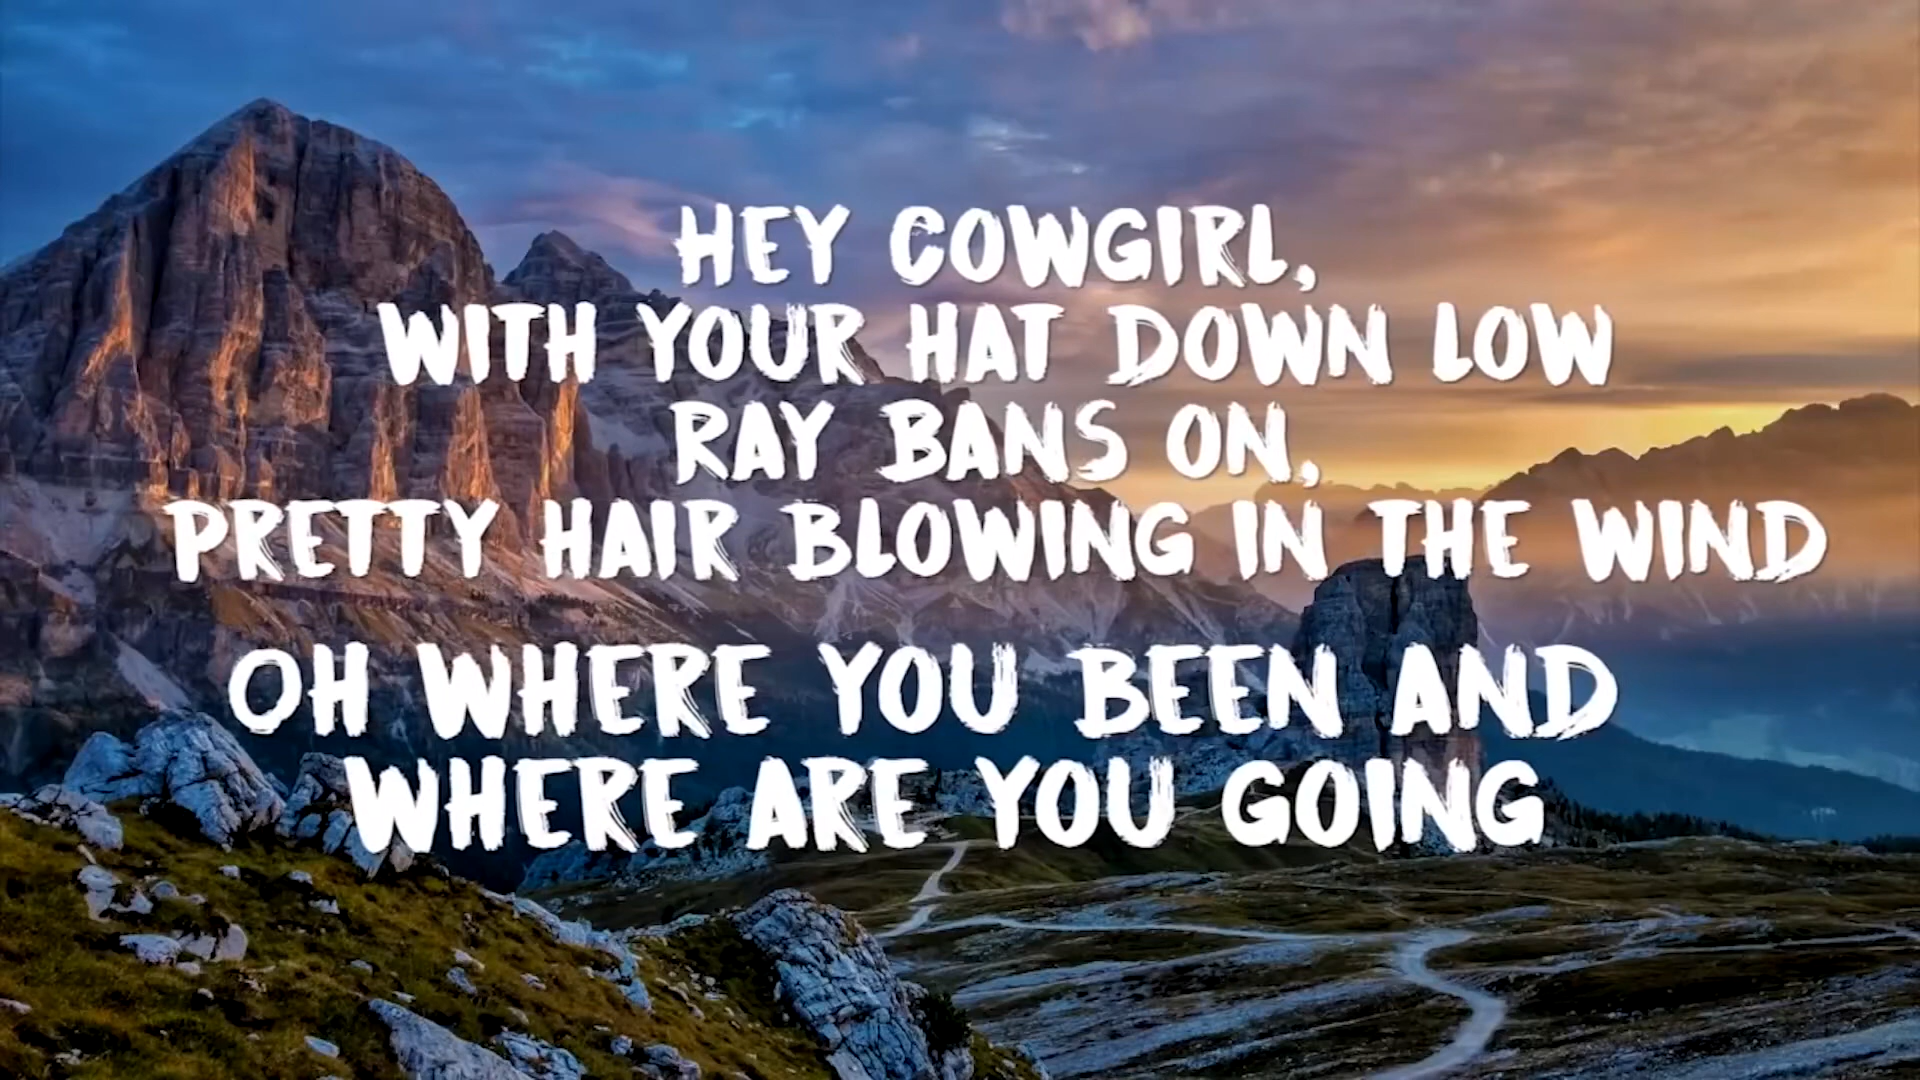 HEY COWGIRL,
WITH YOUR HAT DOWN LOW
RAY BANS ON,
PRETTY HAIR BLOWING IN THE WIND
OH WHERE YOU BEEN AND
WHERE ARE YOU GOING